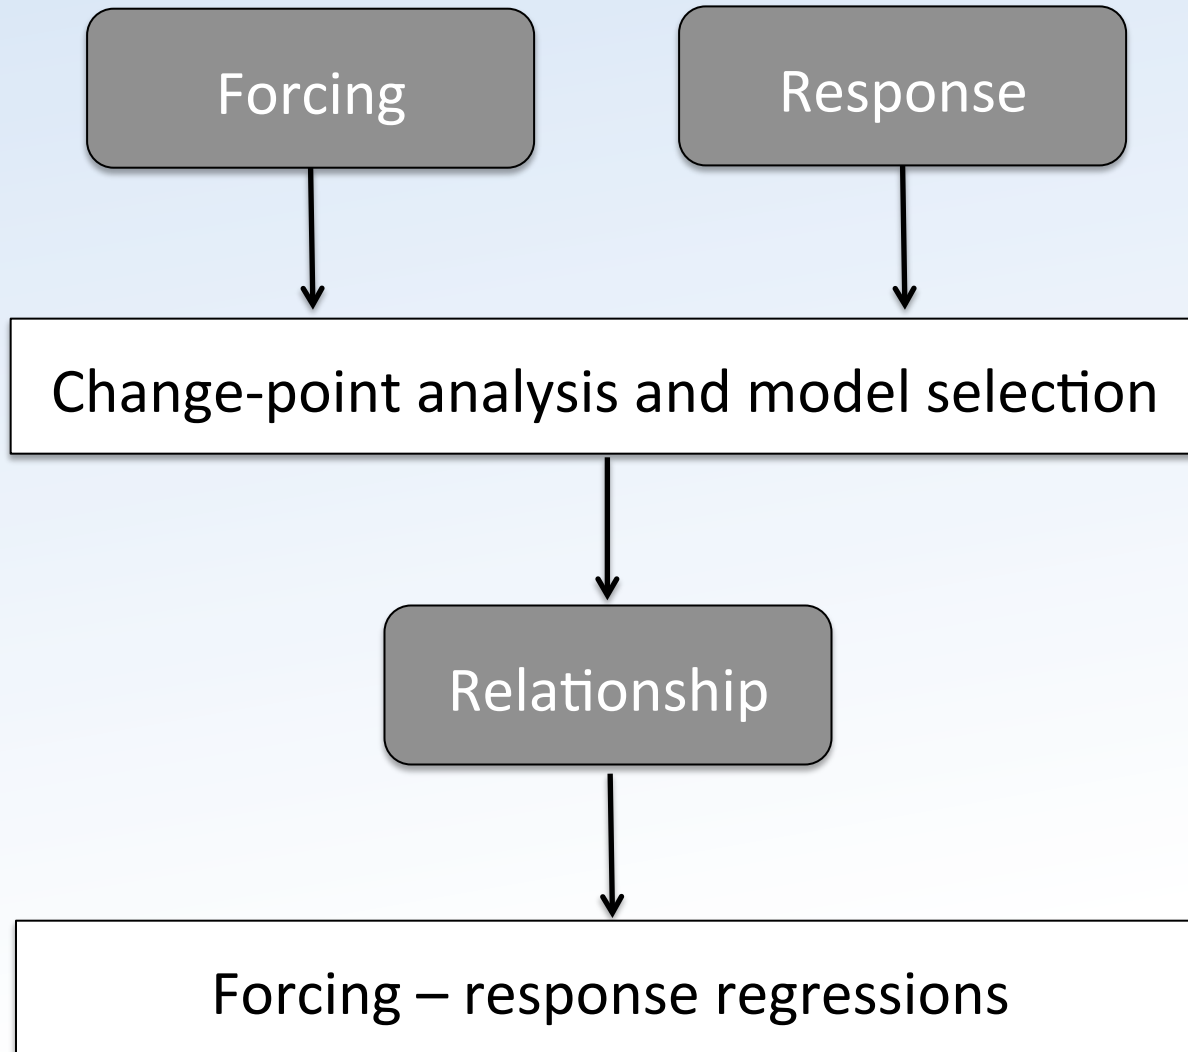 Forcing
Response
Change-point analysis and model selection
Relationship
Forcing – response regressions